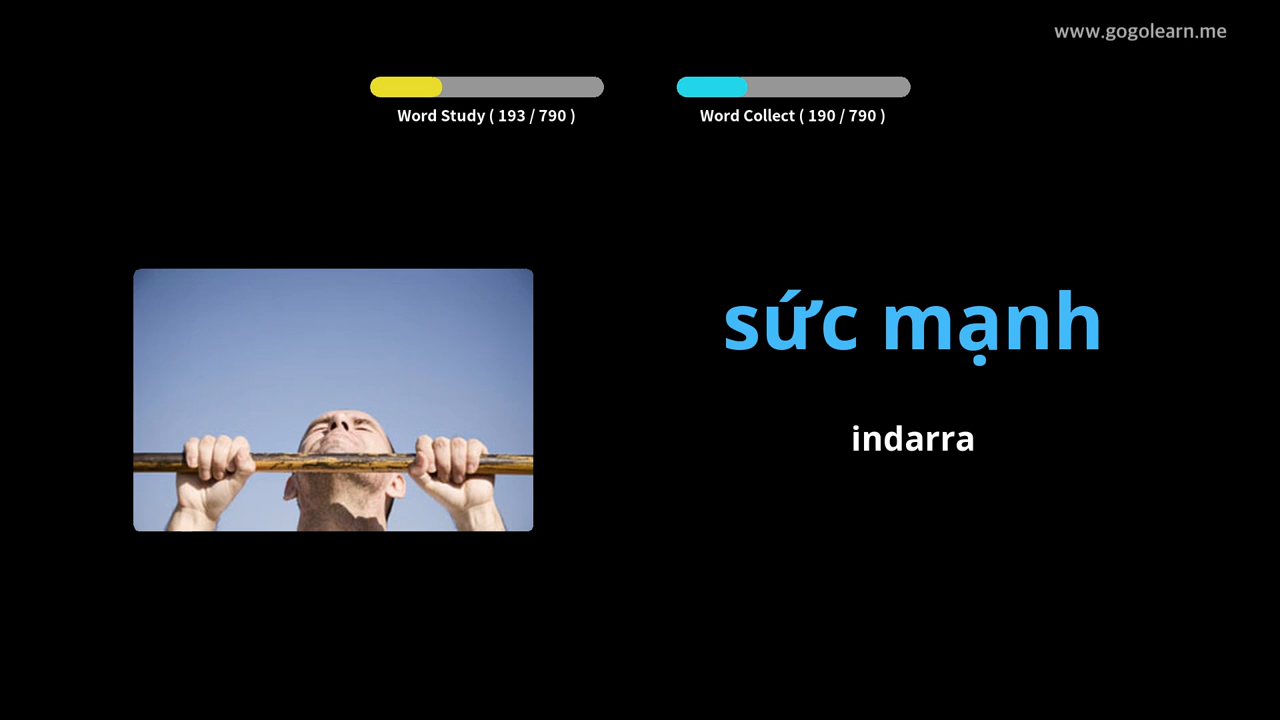 www.gogolearn.me
Word Study ( 193 / 790 )
Word Collect ( 190 / 790 )
sức mạnh
indarra